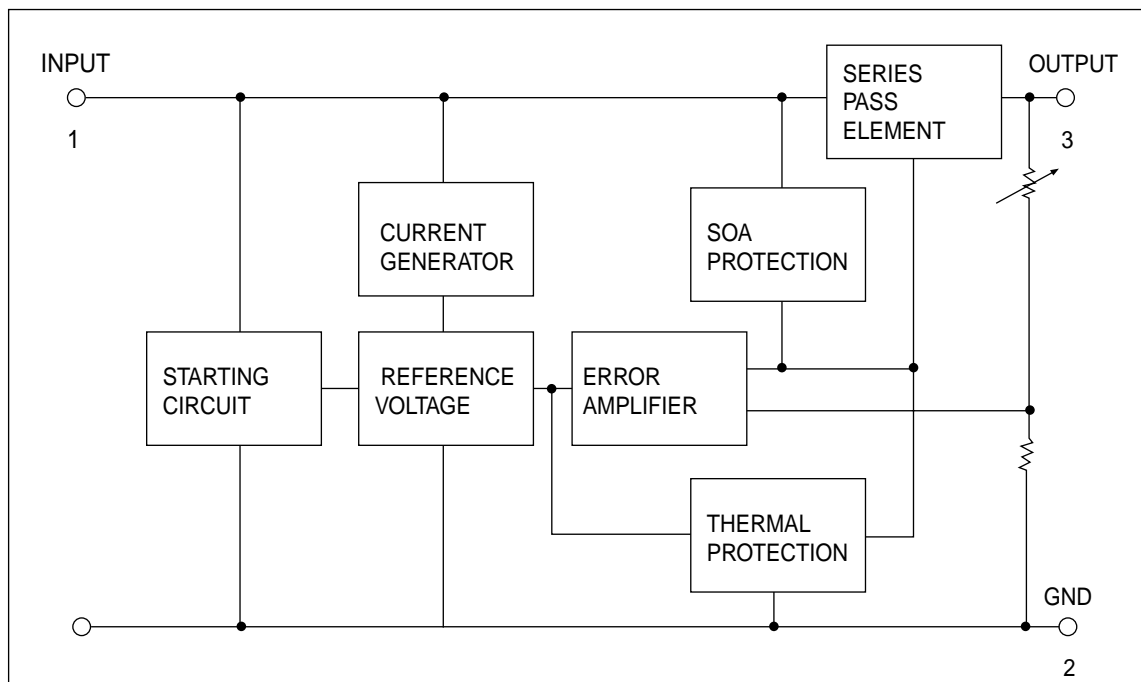 INPUT
1
SERIES
PASS
ELEMENT
OUTPUT
3
CURRENT
GENERATOR
SOA
PROTECTION
STARTING
CIRCUIT
REFERENCE
VOLTAGE
ERROR
AMPLIFIER
THERMAL
PROTECTION
GND
2